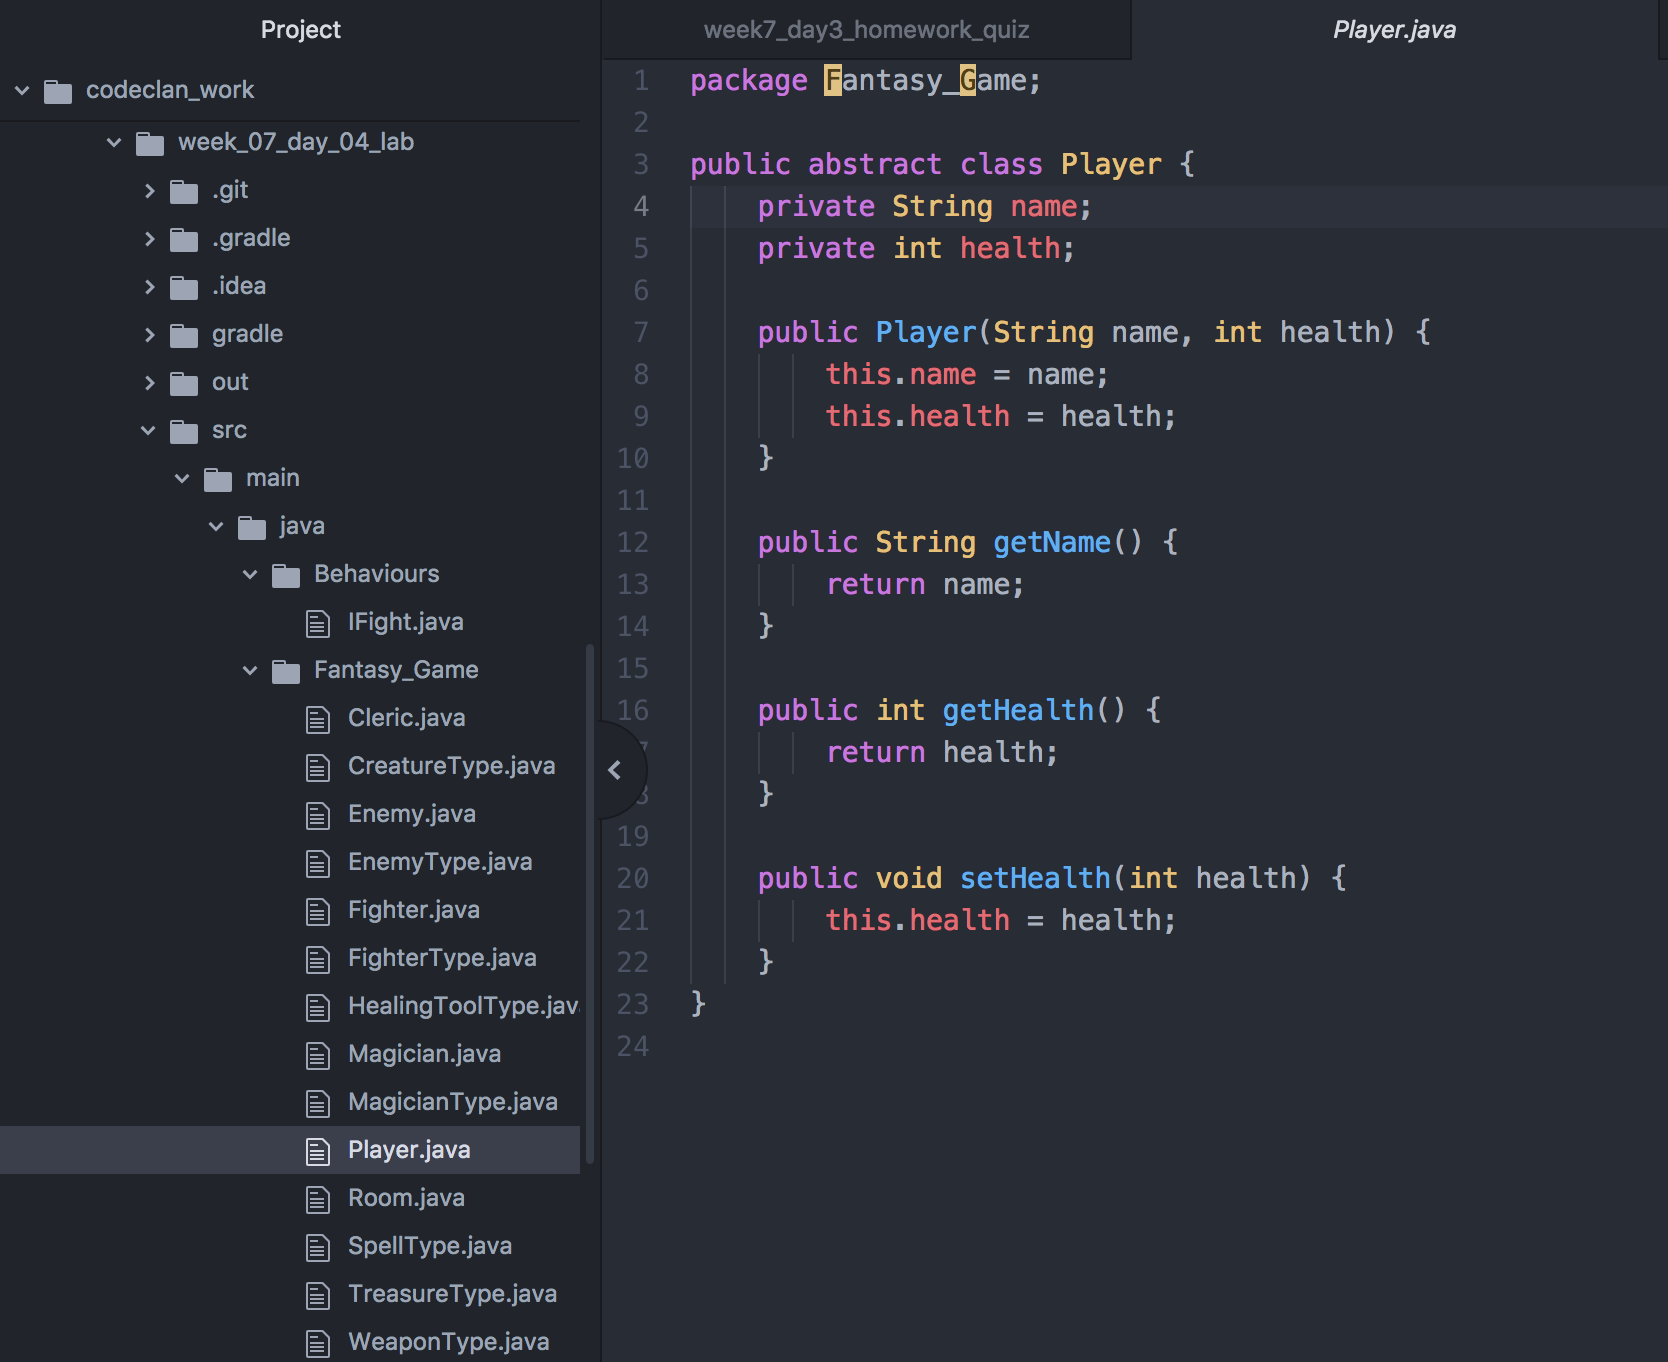 Project
codeclan_work
week_07_day_04_lab
.git
.gradle
.idea
gradle
out
src
main
java
Behaviours
IFight.java
Fantasy_Game
Cleric.java
CreatureType.java
Enemy.java
EnemyType.java
Fighter.java
FighterType.java
HealingToolType.jav
Magician.java
MagicianType.java
Player.java
Room.java
SpellType.java
TreasureType.java
WeaponType.java
week7_day3_homework_quiz
Player.java
1 package Fantasy_Game;
2
3 public abstract class Player {
4 private String name;
5 private int health;
6
7 public Player(String name, int health) {
8 this.name = name;
9 this.health = health;
10 }
11
12 public String getName() {
13 return name;
14 }
15
16 public int getHealth() {
return health;
}
19
20 public void setHealth(int health) {
21 this.health = health;
22 }
23 }
24